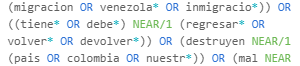 (migracion OR venezola* OR inmigracio*)) OR
((tiene* OR debe*) NEAR/1 (regresar* OR
volver* OR devolver*)) OR (destruyen NEAR/1
(pais OR colombia OR nuestr*)) OR (mal NEAR